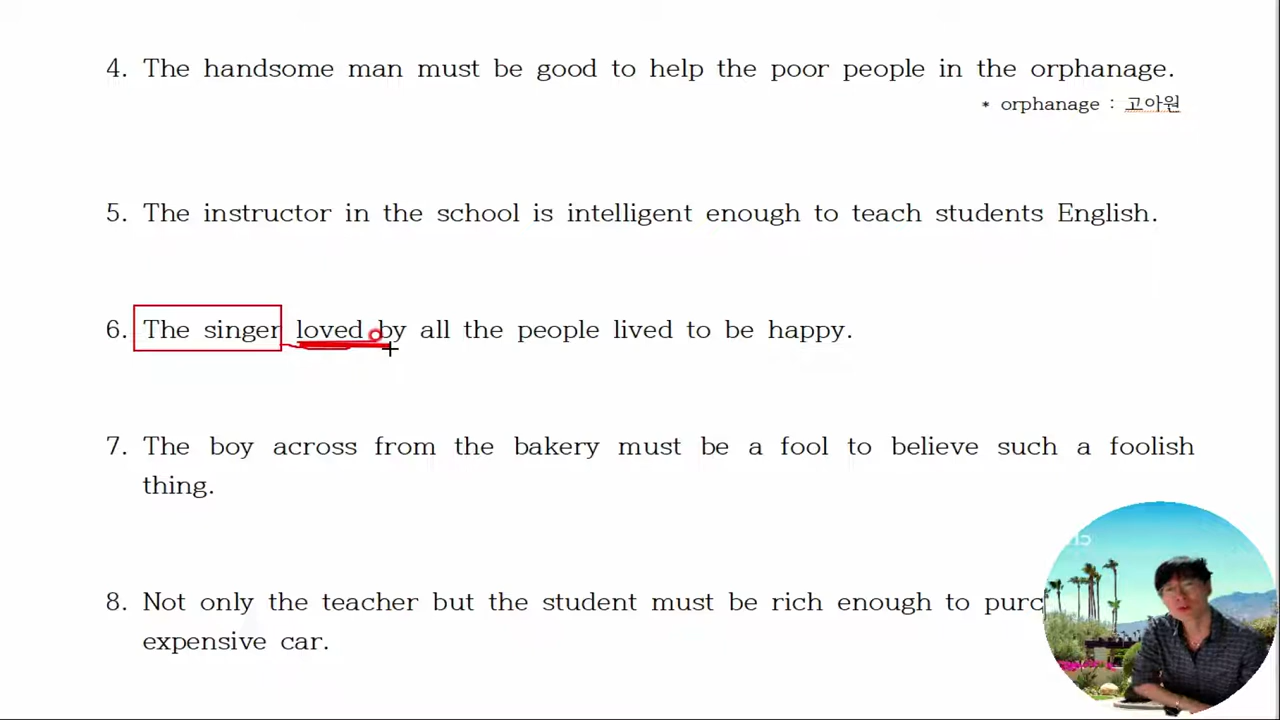 4. The handsome man must be good to help the poor people in the orphanage.
* orphanage : 고아원
5. The instructor in the school is intelligent enough to teach students English.
6. The singer loved by all the people lived to be happy.
7. The boy across from the bakery must be a fool to believe such a foolish
thing.
8. Not only the teacher but the student must be rich enough to
expensive car.